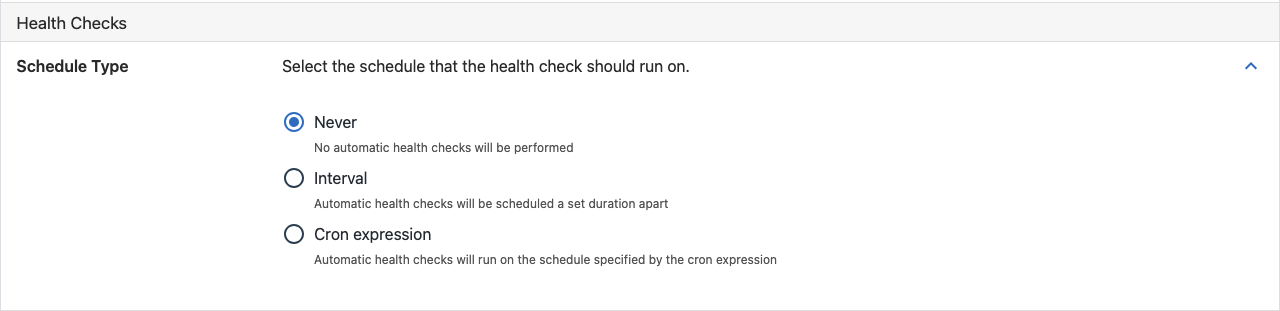 Health Checks
Schedule Type
Select the schedule that the health check should run on.
Never
No automatic health checks will be performed
Interval
Automatic health checks will be scheduled a set duration apart
Cron expression
Automatic health checks will run on the schedule specified by the cron expression